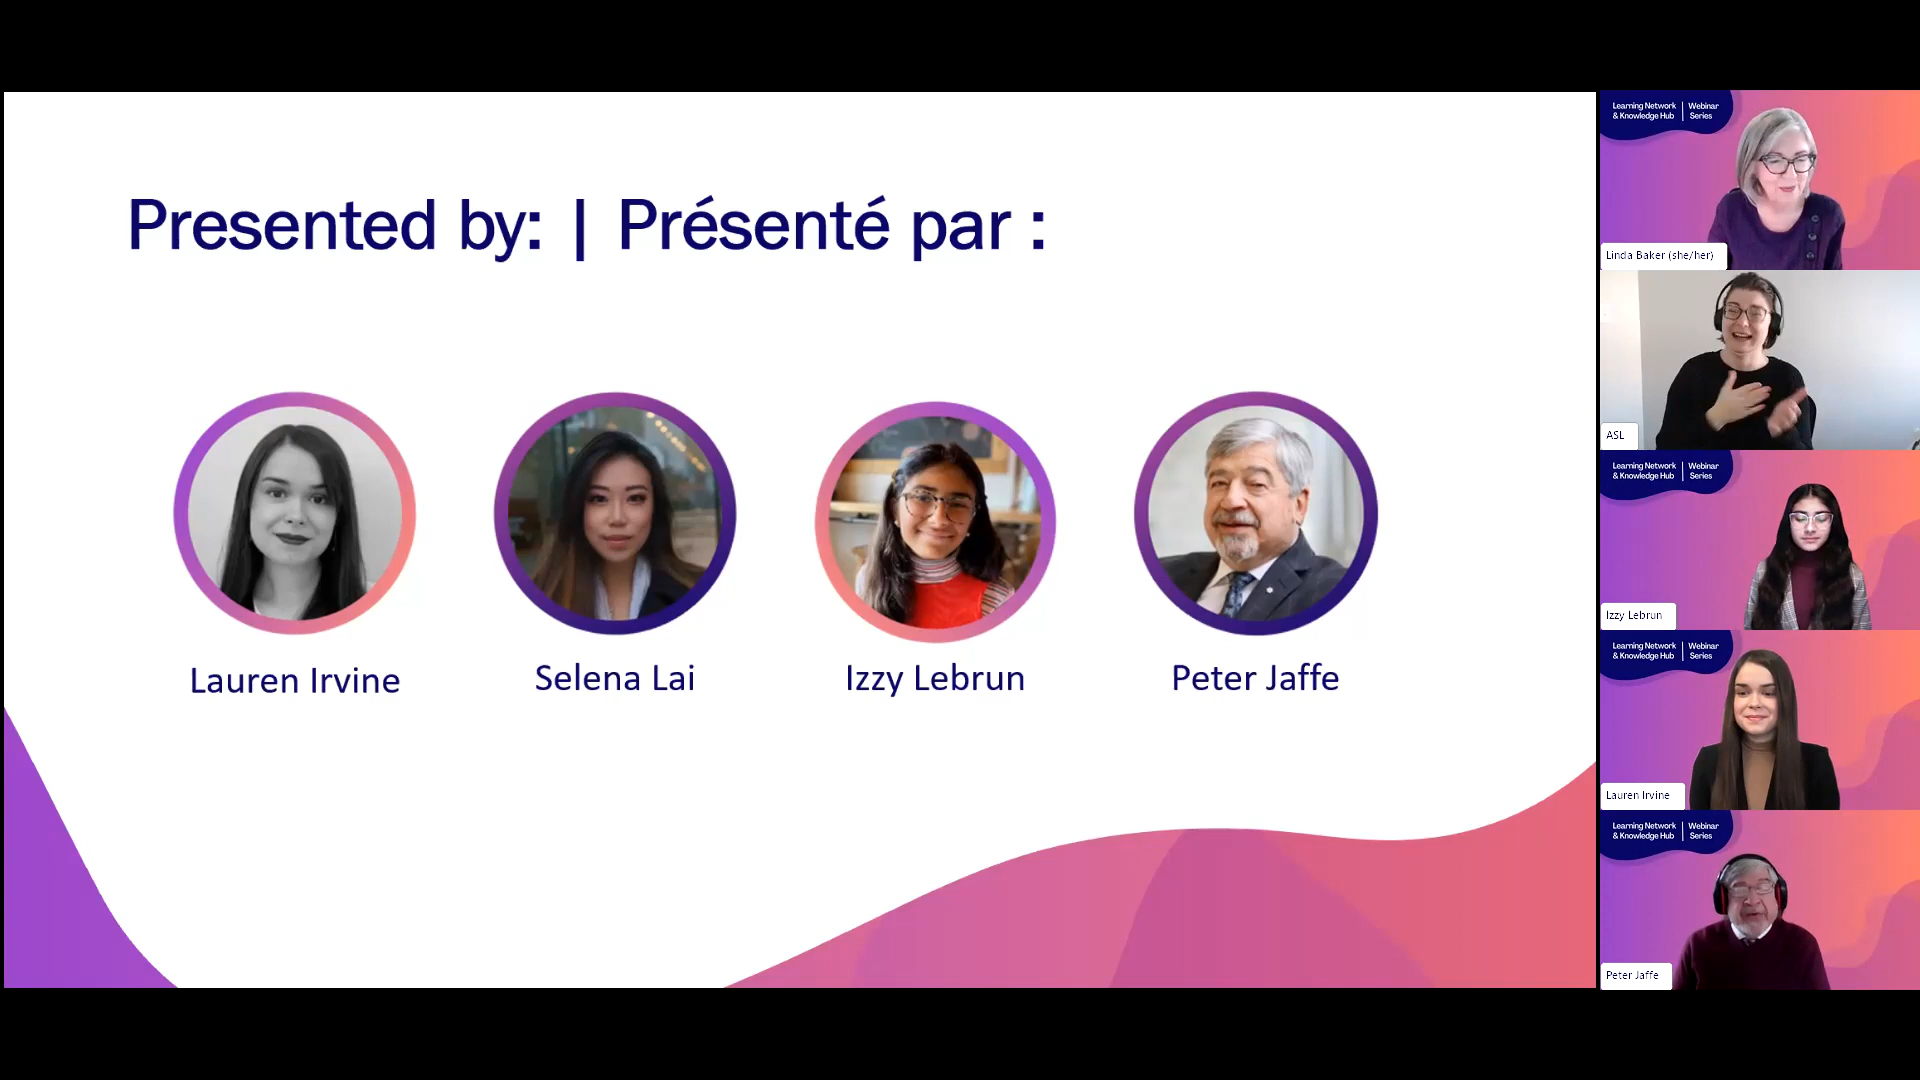 Presented by: | Présenté par :
Lauren Irvine
Selena Lai
Izzy Lebrun
Peter Jaffe
Learning Network | Webinar
& Knowledge Hub | Series
Linda Baker (she/her)
ASL
Learning Network | Webinar
& Knowledge Hub | Series
Izzy Lebrun
Learning Network | Webinar
& Knowledge Hub | Series
Lauren Irvine
Learning Network | Webinar
& Knowledge Hub | Series
Peter Jaffe